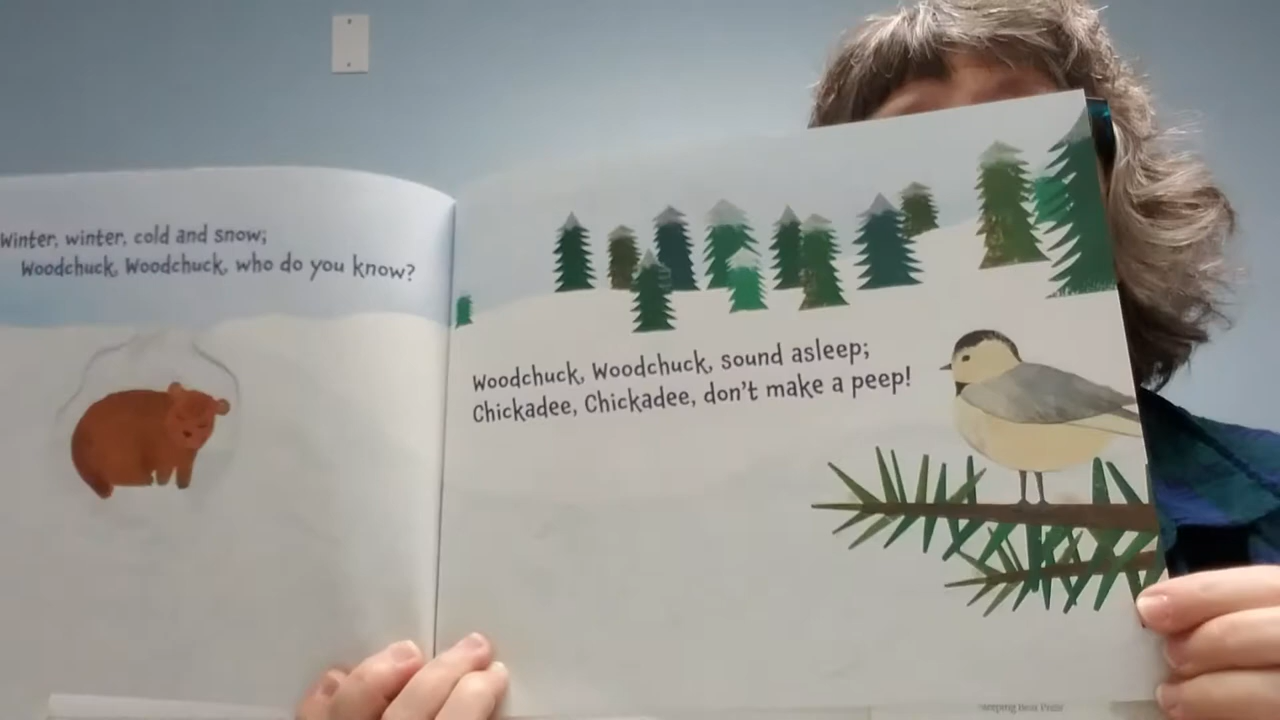 Winter, winter, cold and snow;
Woodchuck, Woodchuck, who do you know?
Woodchuck, Woodchuck, sound asleep;
Chickadee, Chickadee, don't make a peep!